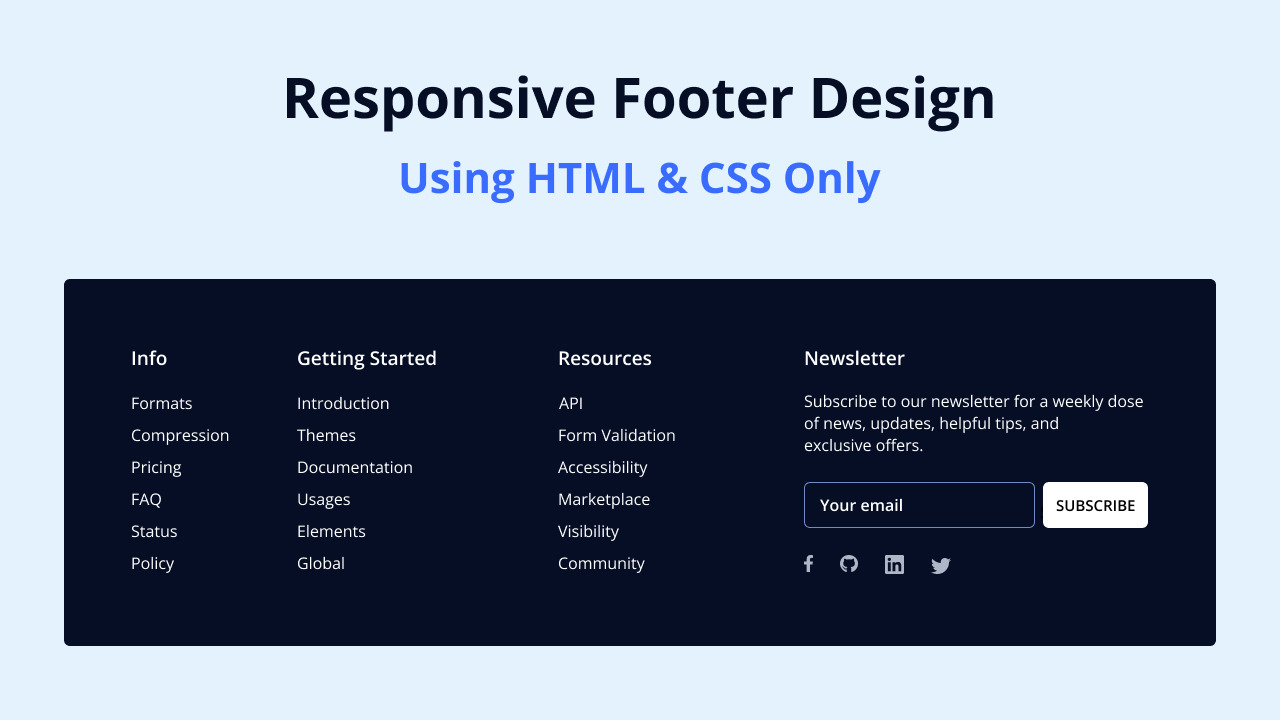 Responsive Footer Design
Using HTML & CSS Only
Info
Formats
Compression
Pricing
FAQ
Status
Policy
Getting Started
Introduction
Themes
Documentation
Usages
Elements
Global
Resources
API
Form Validation
Accessibility
Marketplace
Visibility
Community
Newsletter
Subscribe to our newsletter for a weekly dose
of news, updates, helpful tips, and
exclusive offers.
Your email
SUBSCRIBE